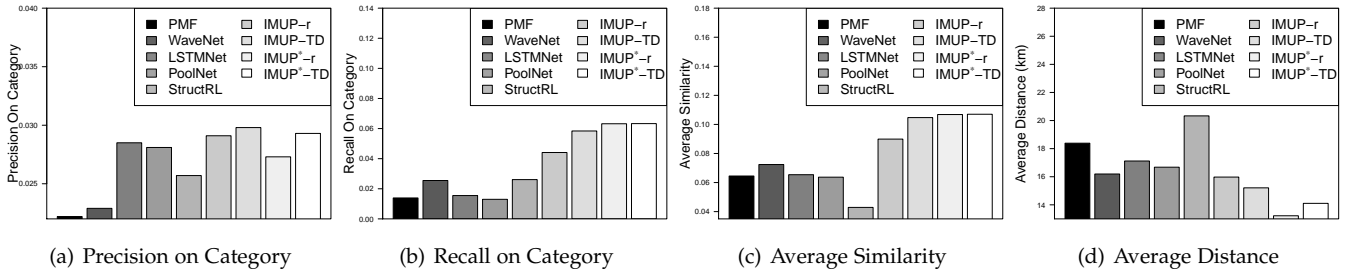 Precision On Category
0.025
0.030
0.035
0.040
PMF
WaveNet
LSTMNet
PoolNet
StructRL
IMUP−r
IMUP−TD
IMUP*−r
IMUP*−TD
(a) Precision on Category
Recall On Category
0.00
0.02
0.04
0.06
0.08
0.10
0.12
0.14
PMF
WaveNet
LSTMNet
PoolNet
StructRL
IMUP−r
IMUP−TD
IMUP*−r
IMUP*−TD
(b) Recall on Category
Average Similarity
0.04
0.06
0.08
0.10
0.12
0.14
0.16
0.18
PMF
WaveNet
LSTMNet
PoolNet
StructRL
IMUP−r
IMUP−TD
IMUP*−r
IMUP*−TD
(c) Average Similarity
Average Distance (km)
14
16
18
20
22
24
26
28
PMF
WaveNet
LSTMNet
PoolNet
StructRL
IMUP−r
IMUP−TD
IMUP*−r
IMUP*−TD
(d) Average Distance